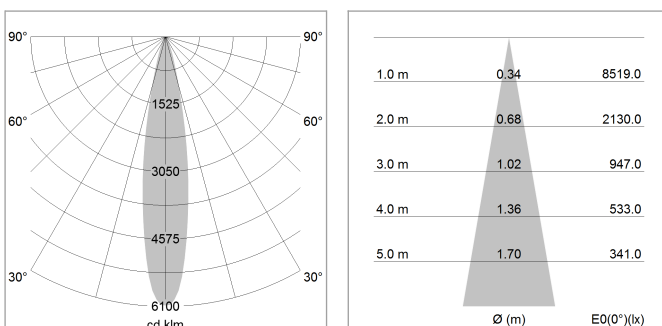 90° 90°
1525
60° 60°
3050
4575
30° 30°
6100
cd klm
1.0 m 0.34 8519.0
2.0 m 0.68 2130.0
3.0 m 1.02 947.0
4.0 m 1.36 533.0
5.0 m 1.70 341.0
Ø (m) E0(0°)(lx)